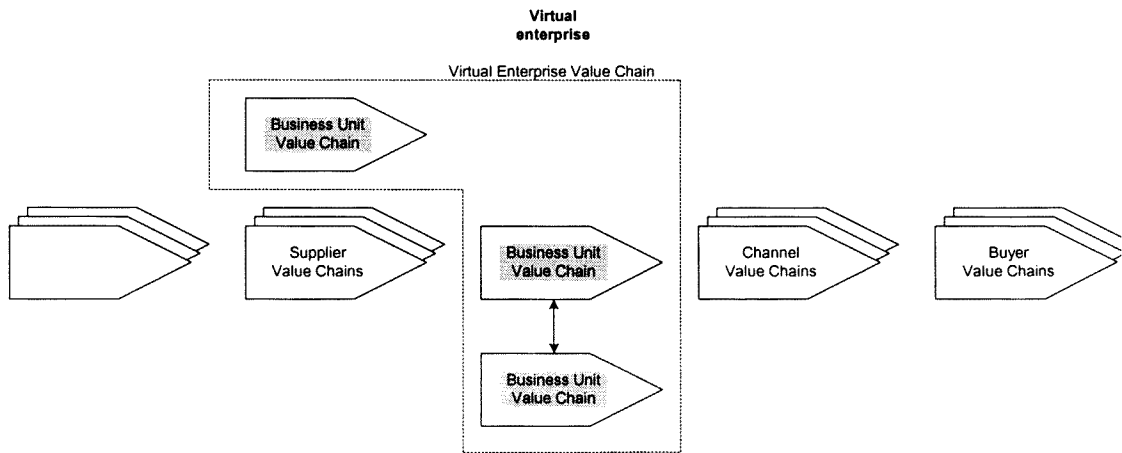 Virtual
enterprise
Virtual Enterprise Value Chain
Business Unit
Value Chain
Supplier
Value Chains
Business Unit
Value Chain
Channel
Value Chains
Buyer
Value Chains
Business Unit
Value Chain